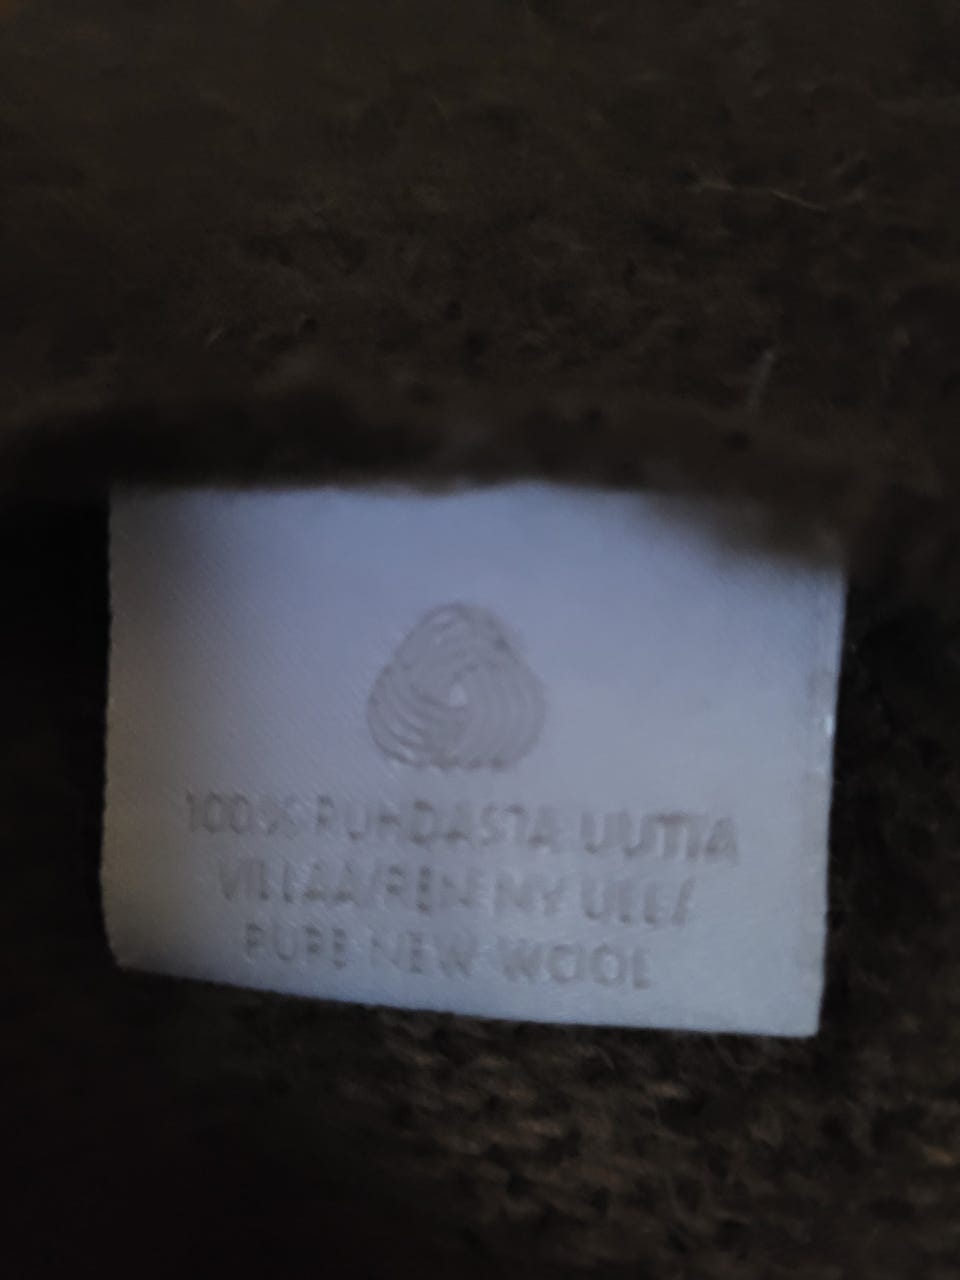 100% PUHDASTA UUTTA
VILLAA/REN NY ULL/
PURE NEW WOOL